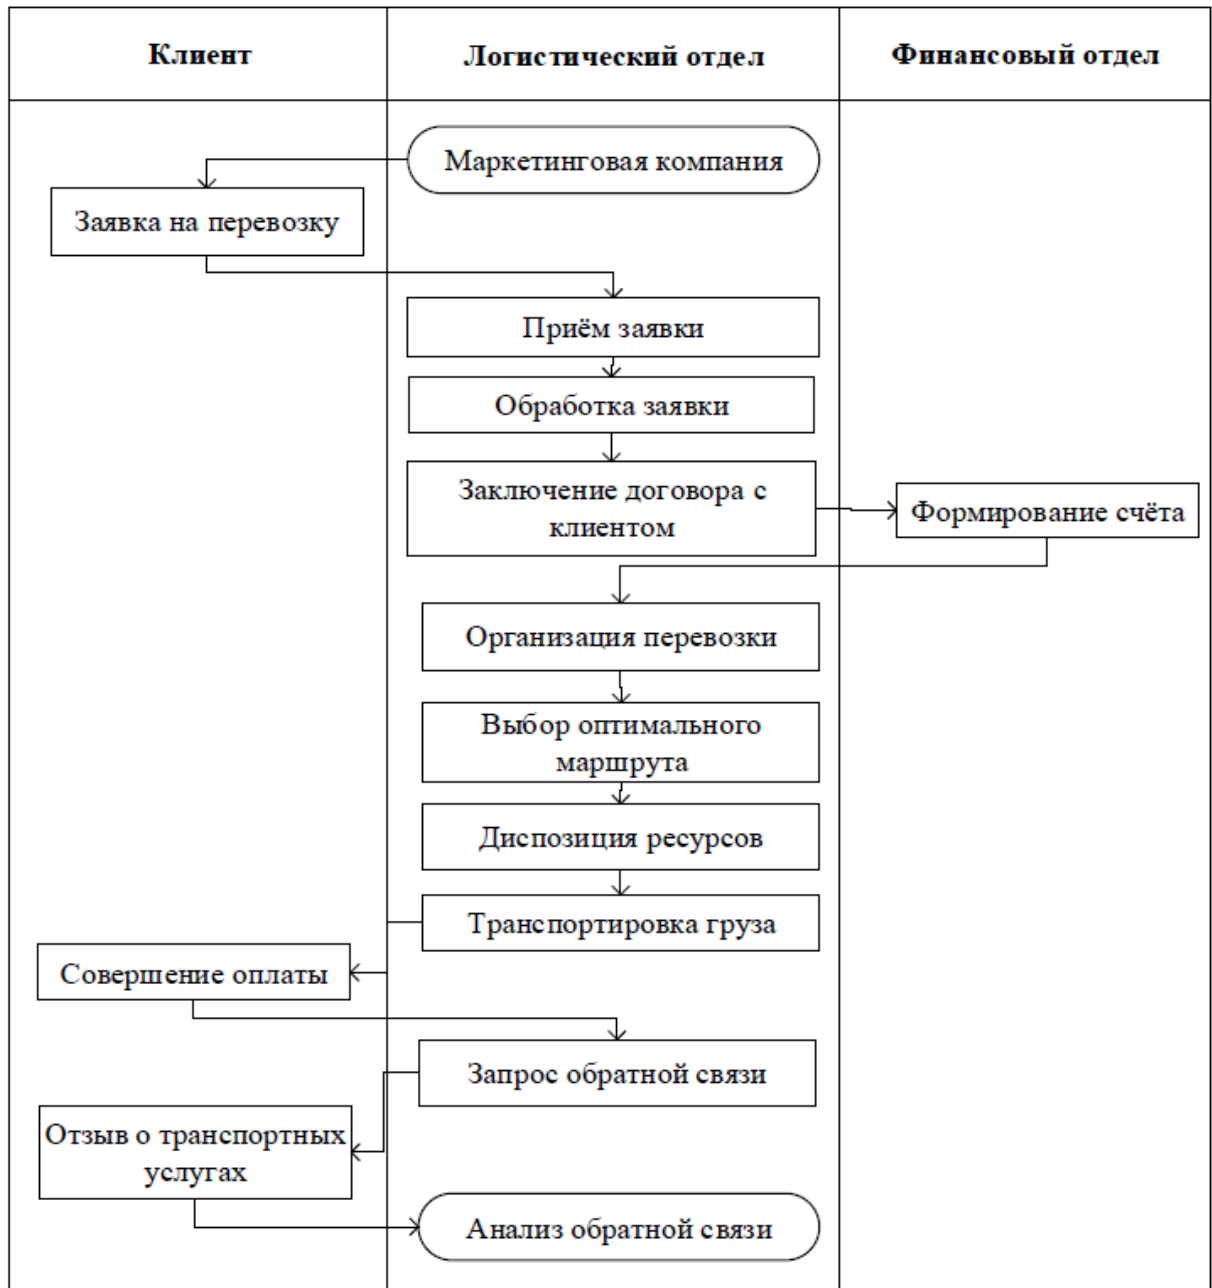 Клиент
Логистический отдел
Финансовый отдел
Маркетинговая компания
Заявка на перевозку
Приём заявки
Обработка заявки
Заключение договора с
клиентом
Формирование счёта
Организация перевозки
Выбор оптимального
маршрута
Диспозиция ресурсов
Транспортировка груза
Совершение оплаты
Запрос обратной связи
Отзыв о транспортных
услугах
Анализ обратной связи